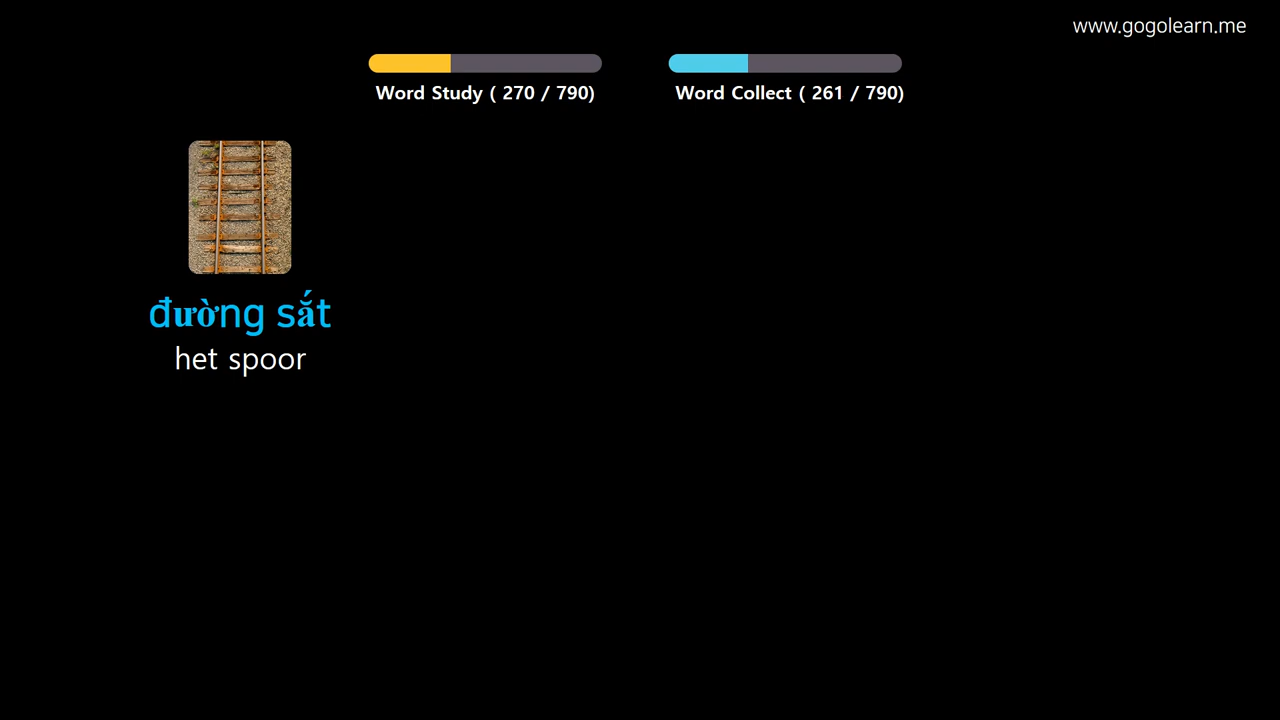 www.gogolearn.me
Word Study ( 270 / 790)
Word Collect ( 261 / 790)
đường sắt
het spoor